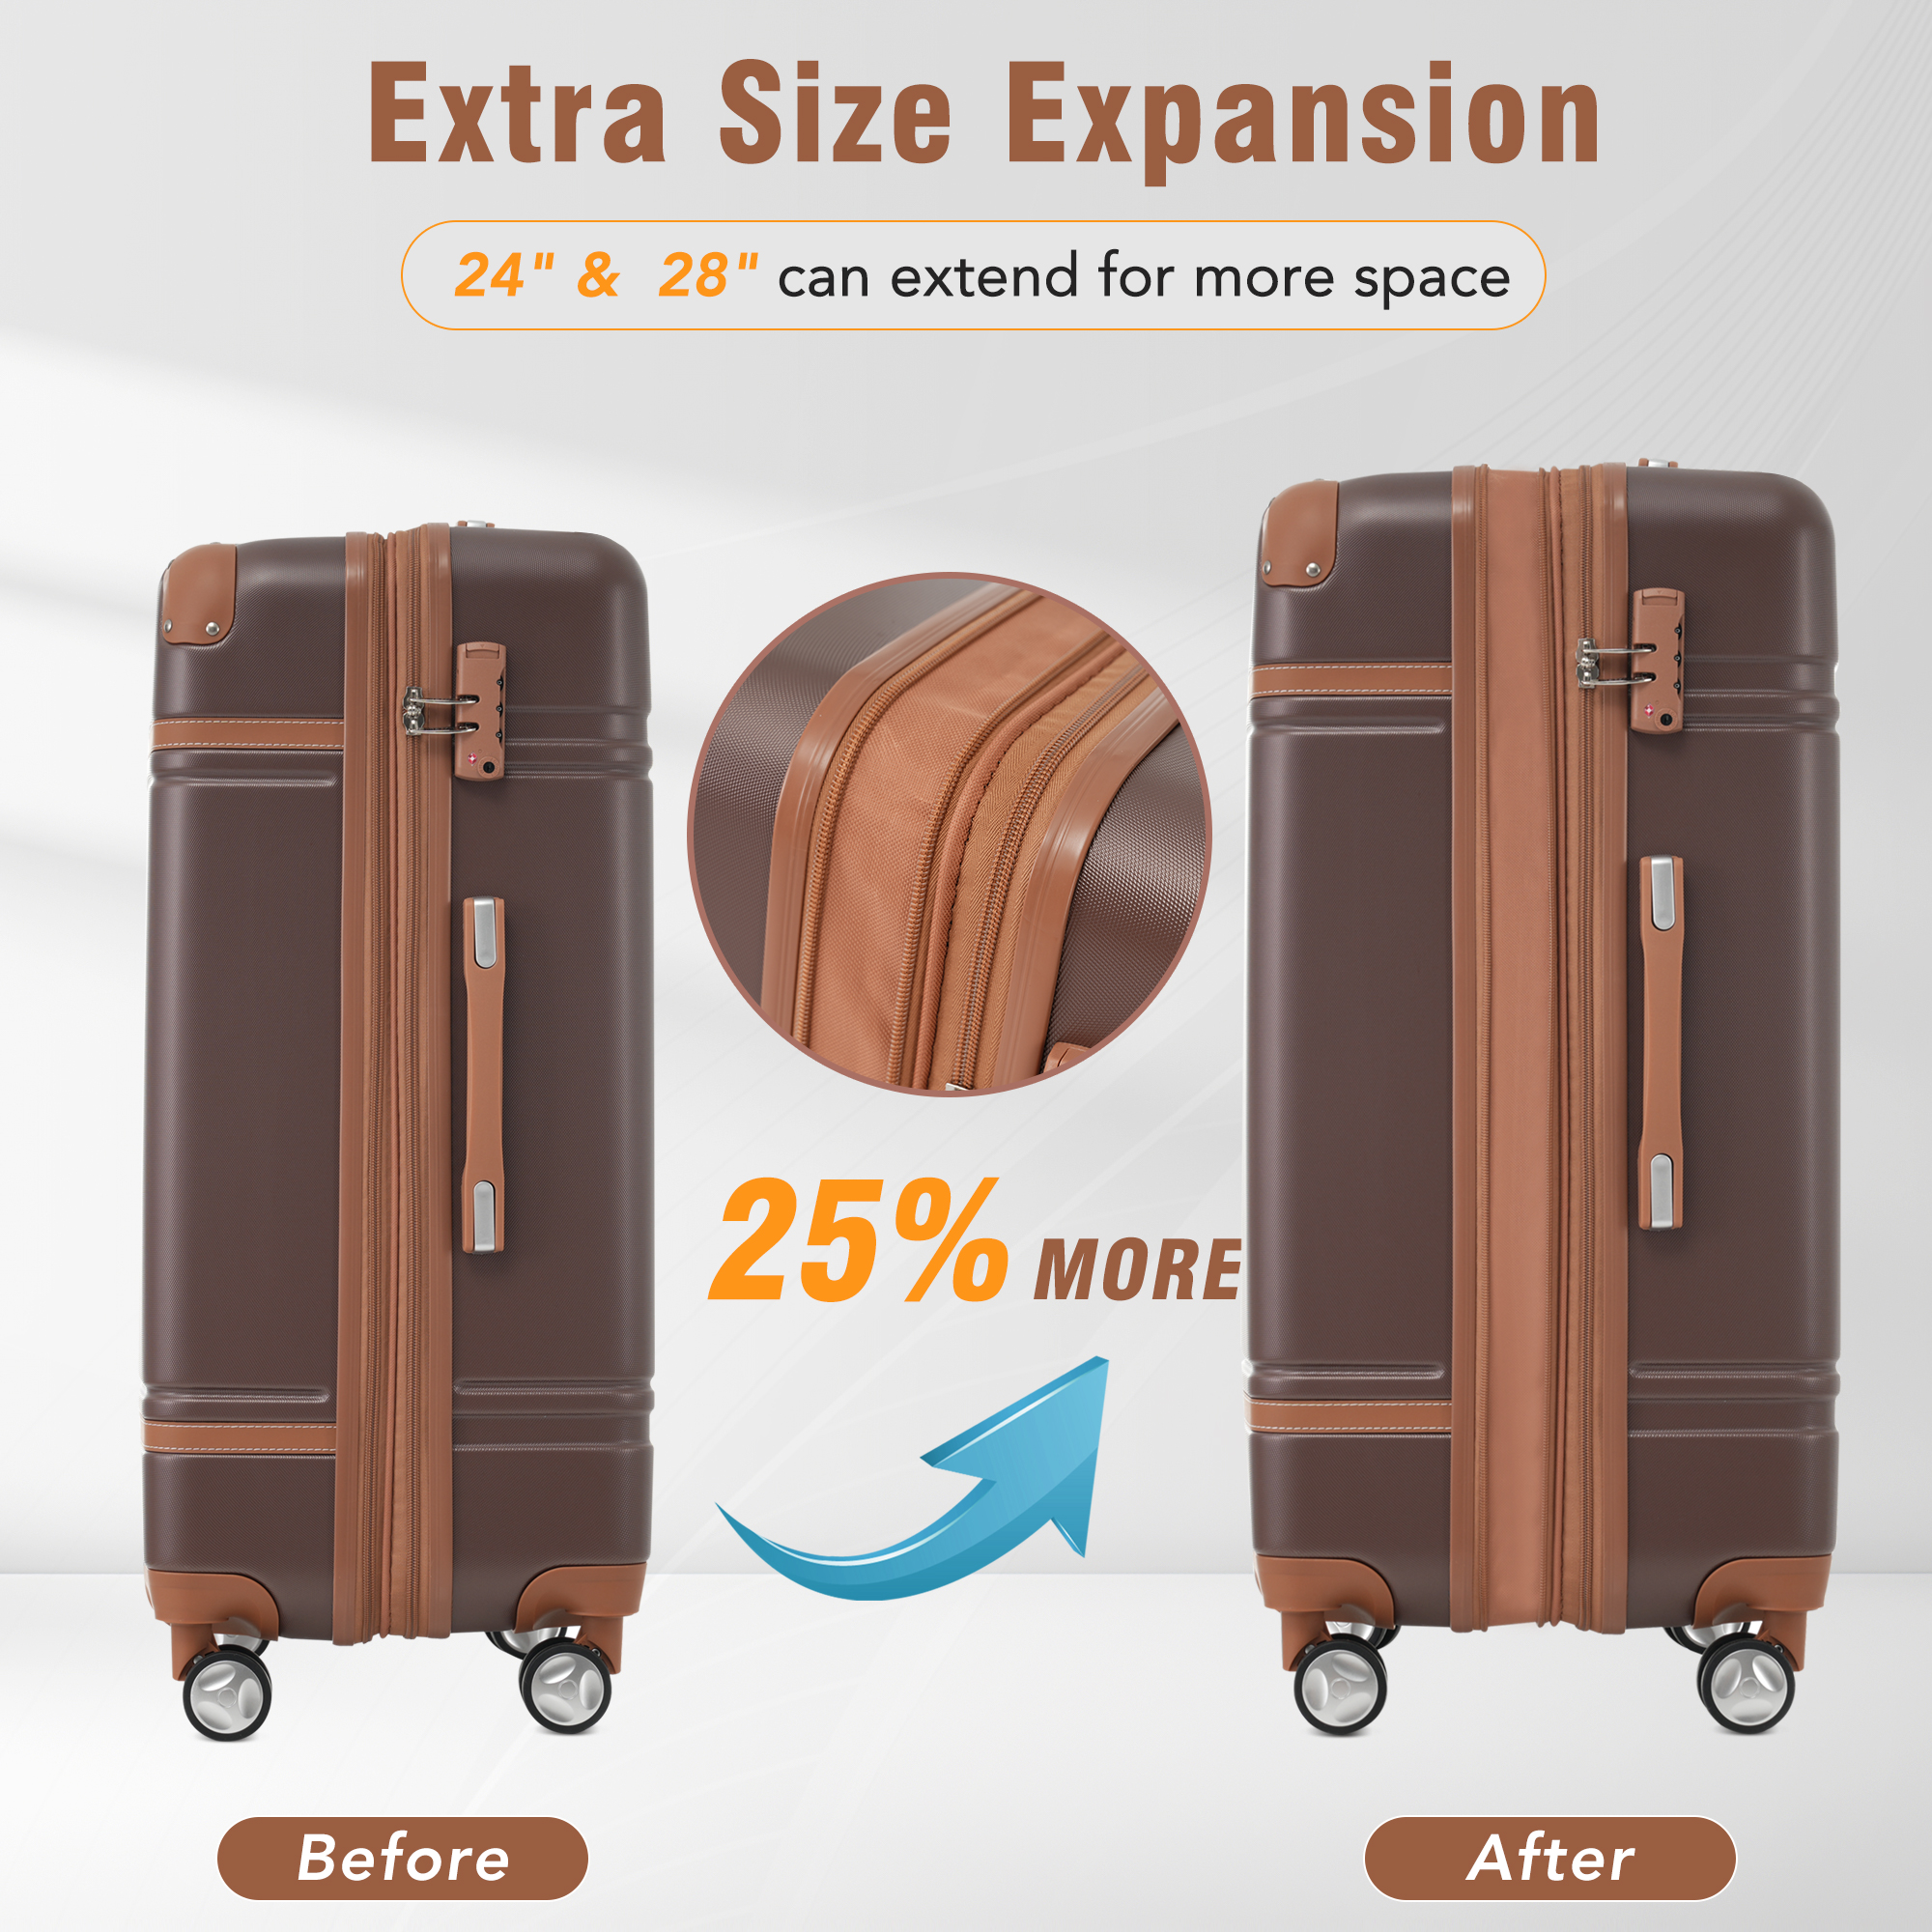 Extra Size Expansion
24" & 28" can extend for more space
25% MORE
Before
After